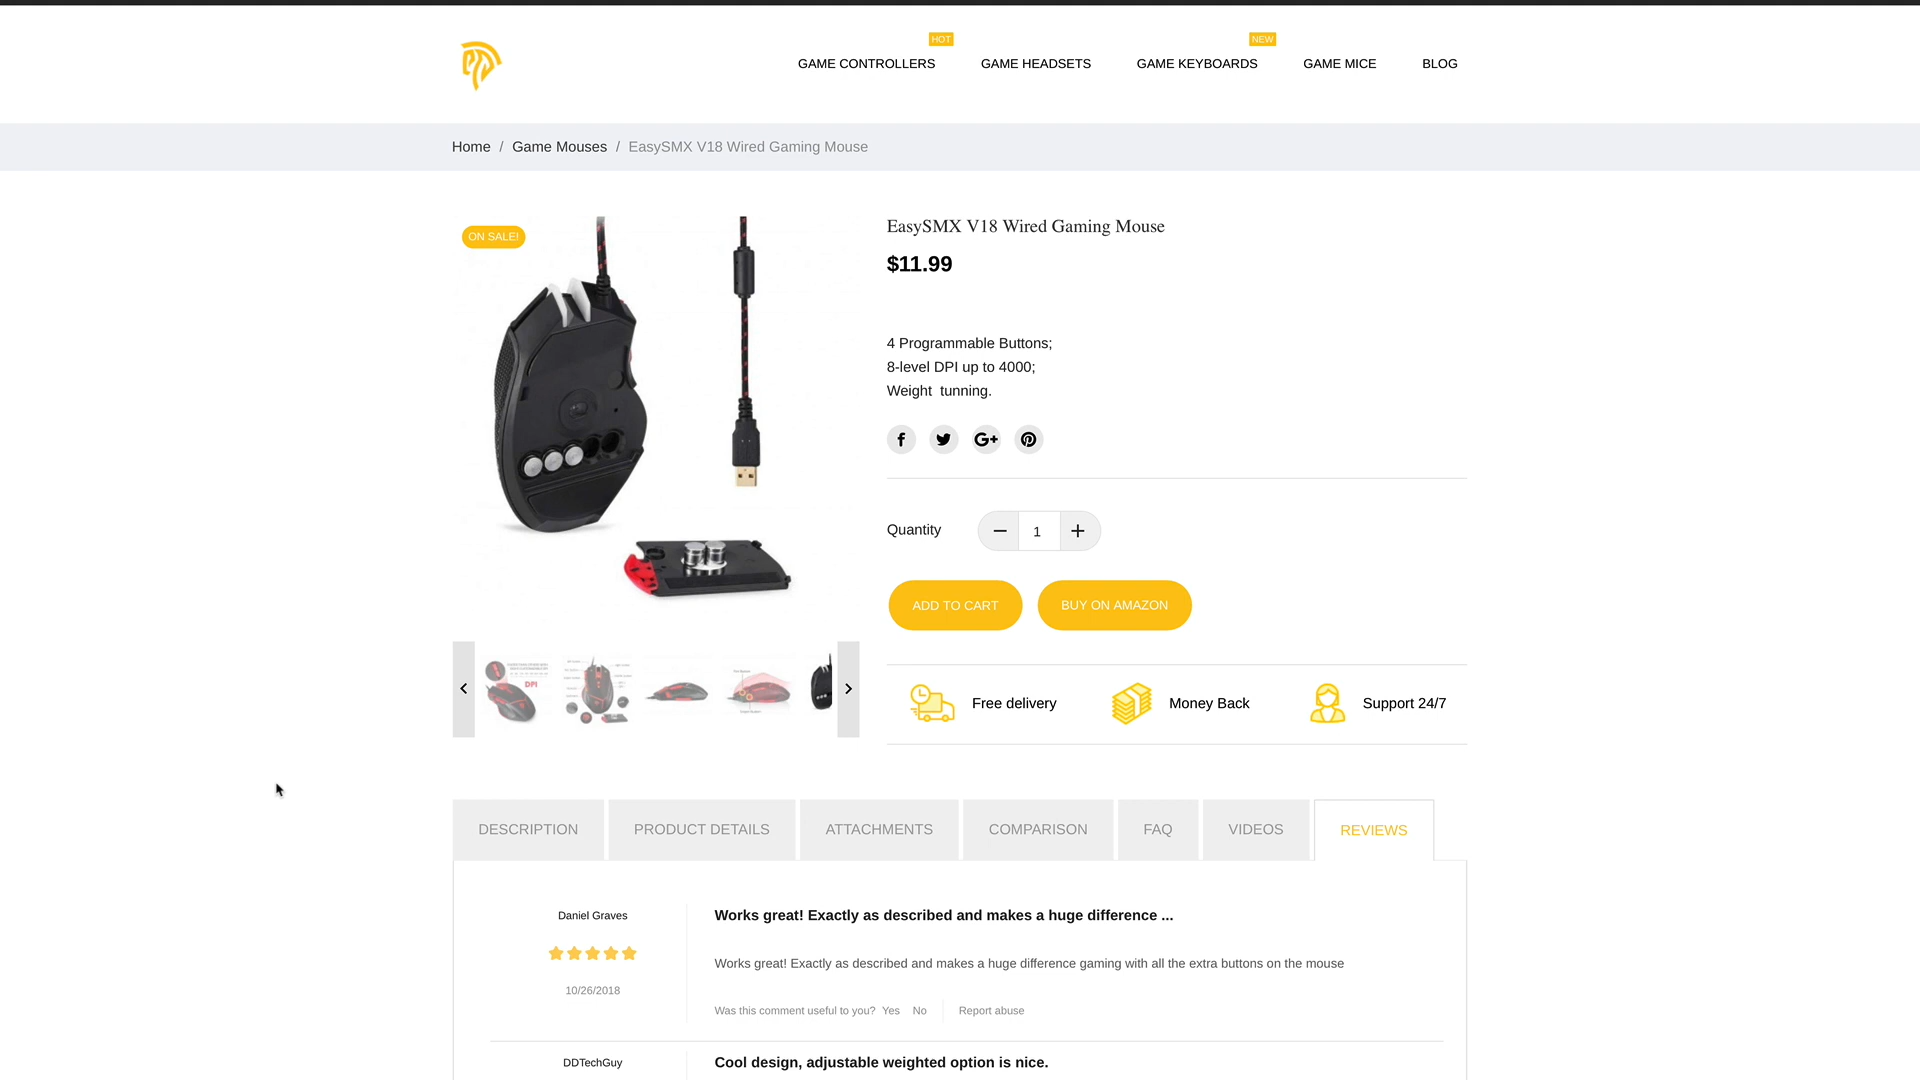 HOT
NEW
GAME CONTROLLERS
GAME HEADSETS
GAME KEYBOARDS
GAME MICE
BLOG
Home / Game Mouses / EasySMX V18 Wired Gaming Mouse
ON SALE!
EasySMX V18 Wired Gaming Mouse
$11.99
4 Programmable Buttons;
8-level DPI up to 4000;
Weight  tunning.
Quantity
1
ADD TO CART
BUY ON AMAZON
DPI
Free delivery
Money Back
Support 24/7
DESCRIPTION
PRODUCT DETAILS
ATTACHMENTS
COMPARISON
FAQ
VIDEOS
REVIEWS
Daniel Graves
Works great! Exactly as described and makes a huge difference ...
Works great! Exactly as described and makes a huge difference gaming with all the extra buttons on the mouse
10/26/2018
Was this comment useful to you? Yes No
Report abuse
DDTechGuy
Cool design, adjustable weighted option is nice.